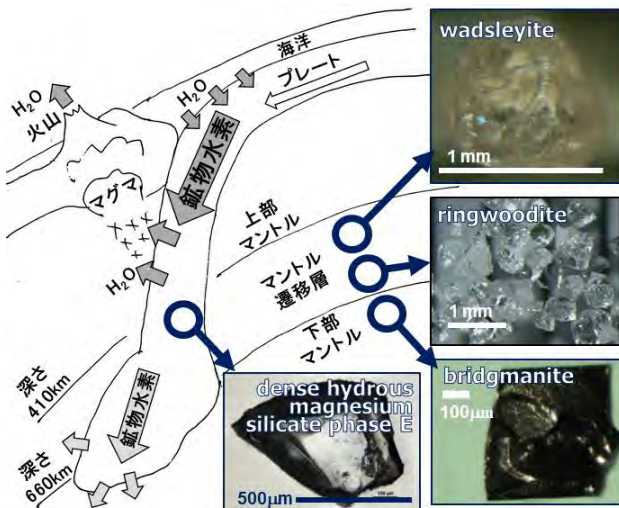 海洋
H₂O
プレート
H₂O
火山
マグマ
鉱物水素
H₂O
上部
マントル
マントル
遷移層
下部
マントル
深さ
410km
深さ
660km
鉱物水素
wadsleyite
1 mm
ringwoodite
1 mm
bridgmanite
100μm
dense hydrous
magnesium
silicate phase E
500μm